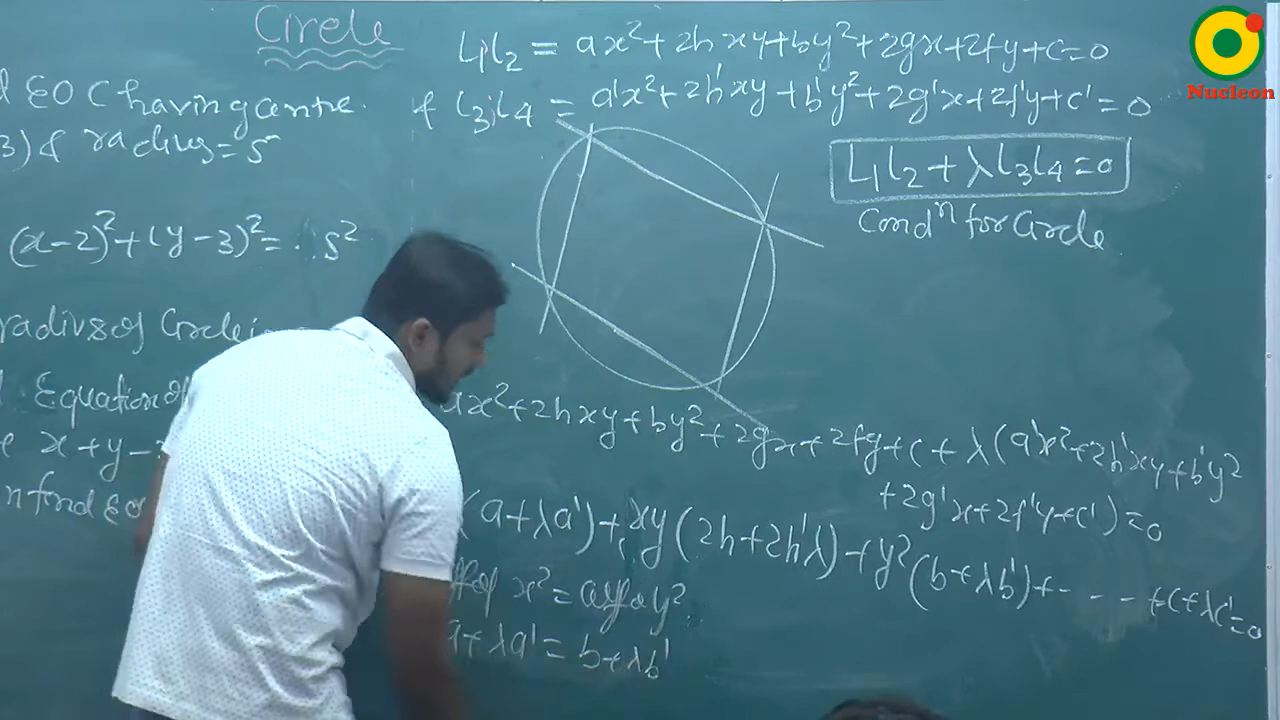 Circle
EOC having centre
3) & radius = 5
(x-2)²+(y-3)²= 5²
radius of Circle
Equation of
x+y-
find
L₁L₂ = ax²+2hxy+by²+2gx+2fy+c=0
& L₃L₄ = a'x²+2h'xy+b'y²+2g'x+2f'y+c'=0
L₁L₂+λL₃L₄=0
Condⁿ for Circle
ax²+2hxy+by²+2gx+2fy+c+λ(a'x²+2h'xy+b'y²
+2g'x+2f'y+c')=0
(a+λa')+xy(2h+2h'λ)+y²(b+λb')+- - - +c+λc'=0
x² = y²
a+λa'=b+λb'
Nucleon